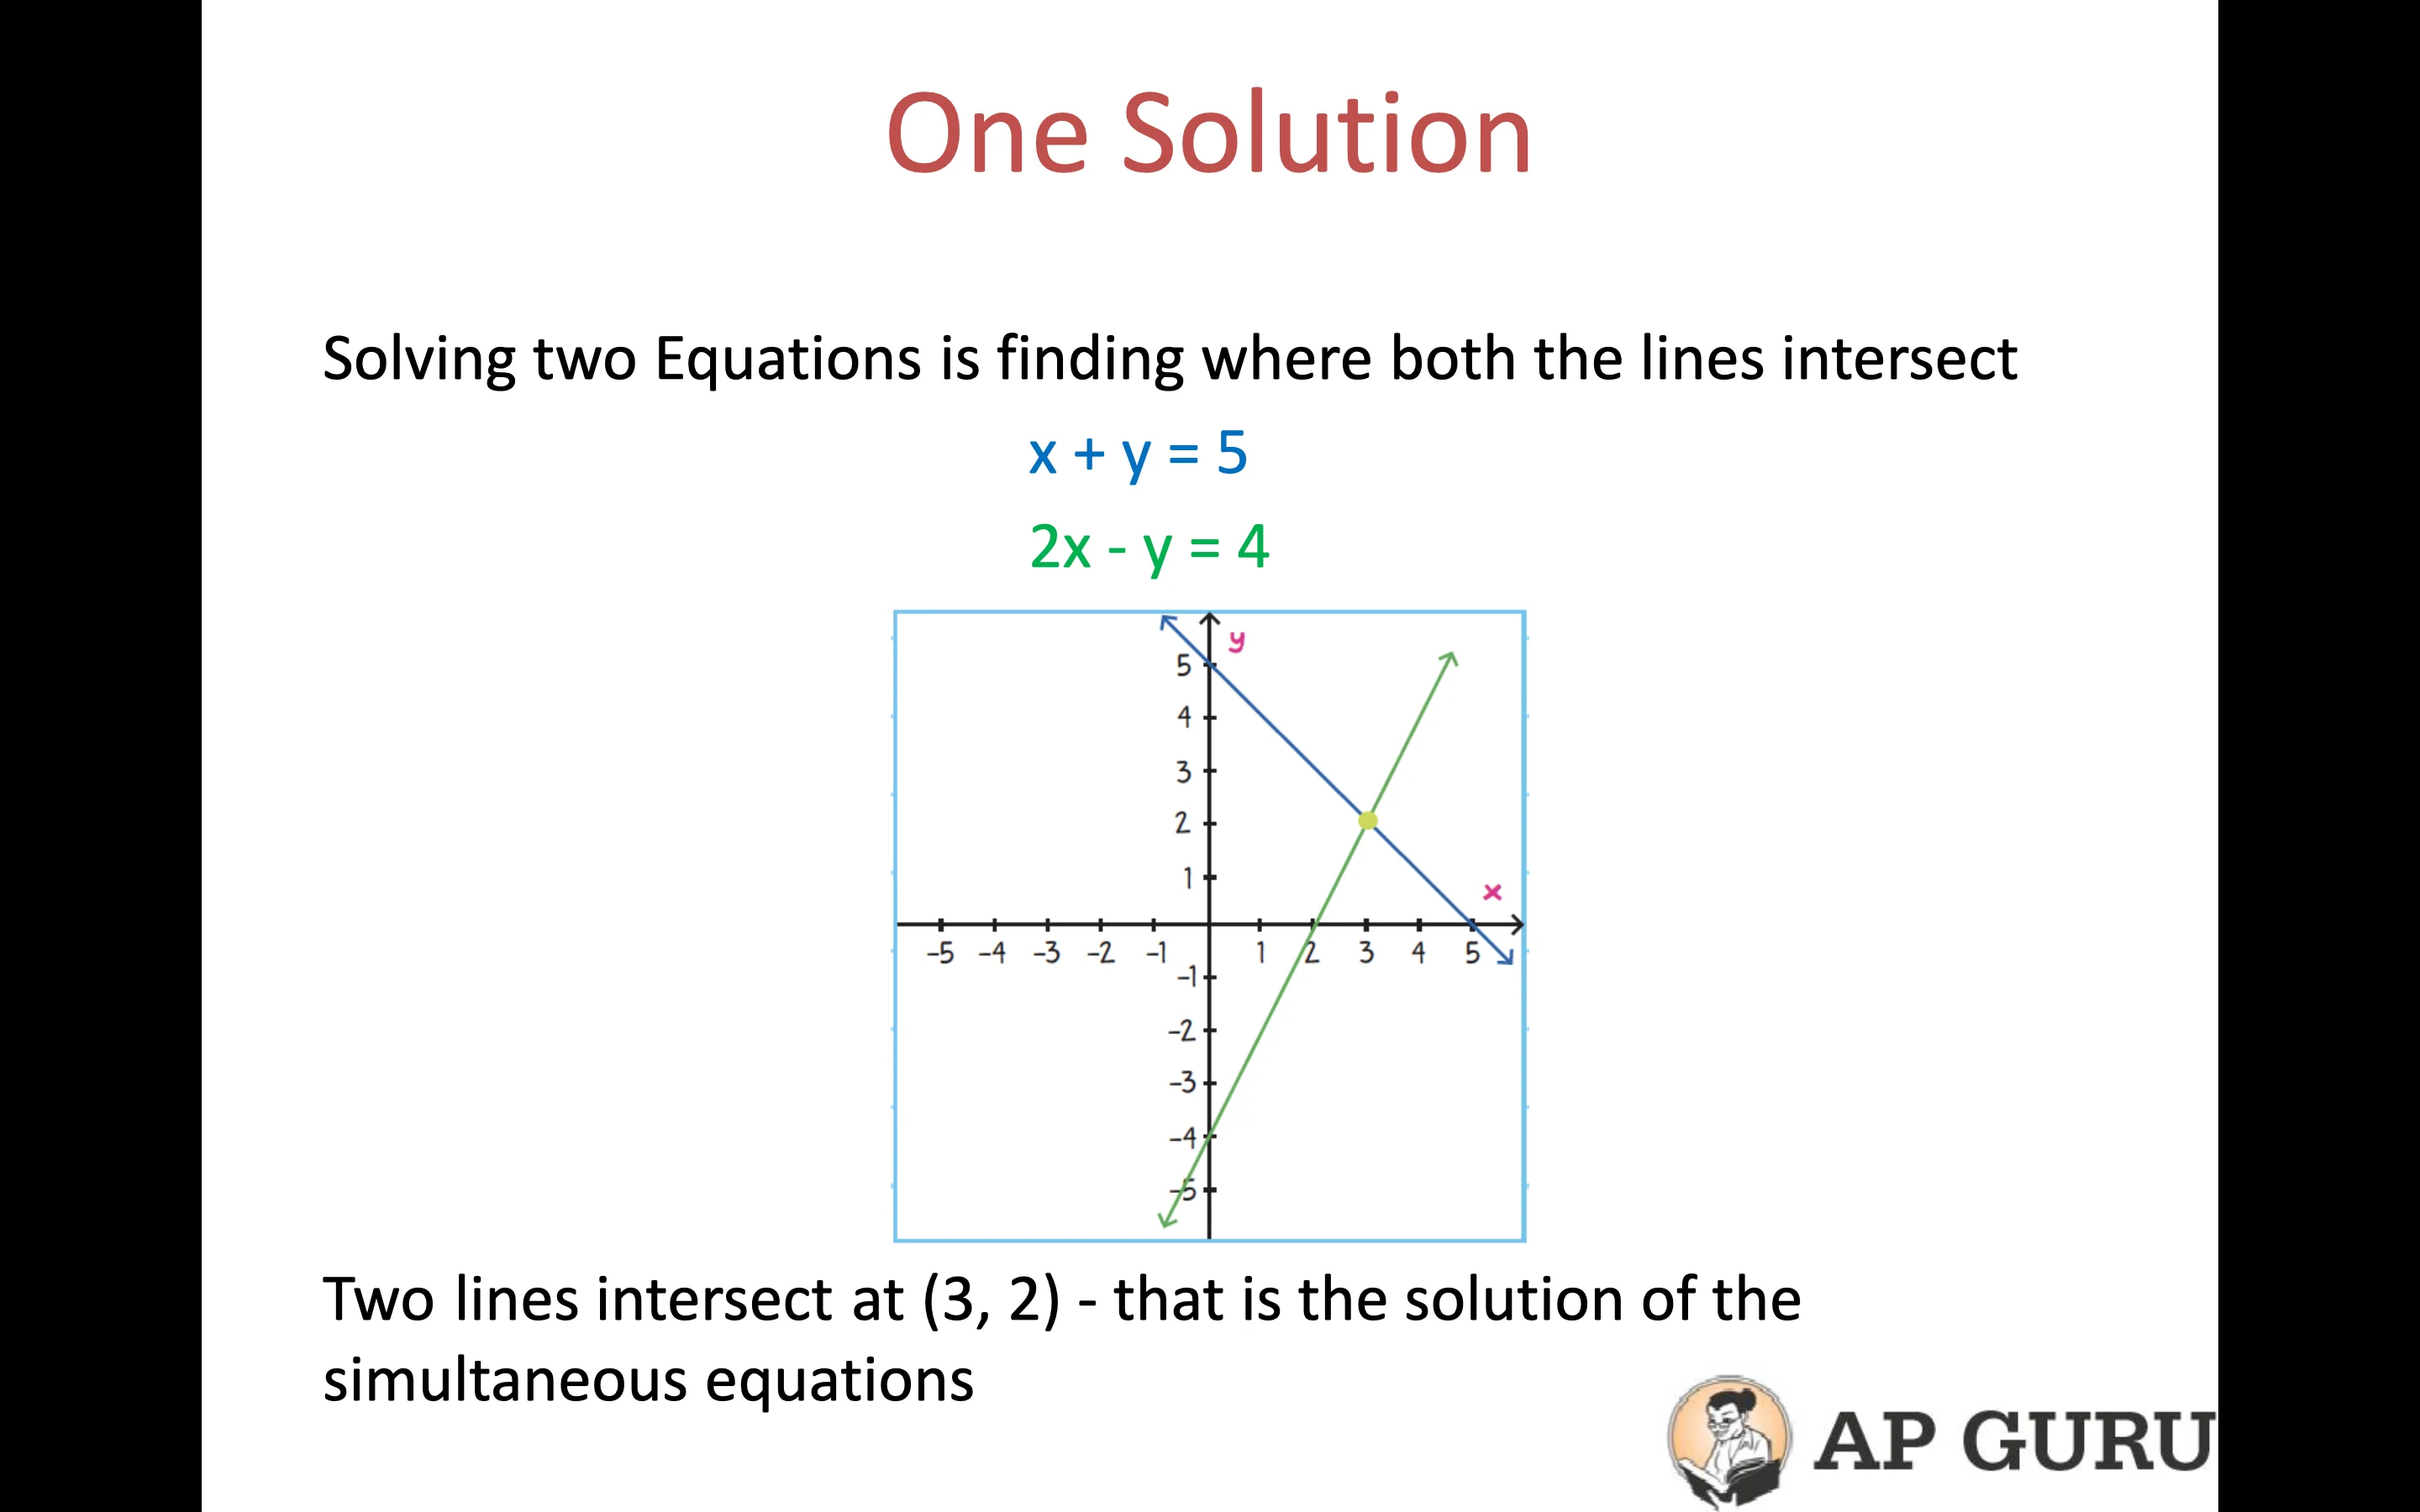 One Solution
Solving two Equations is finding where both the lines intersect
x + y = 5
2x - y = 4
y
5
4
3
2
1
x
-5 -4 -3 -2 -1 1 2 3 4 5
-1
-2
-3
-4
-5
Two lines intersect at (3, 2) - that is the solution of the
simultaneous equations
AP GURU